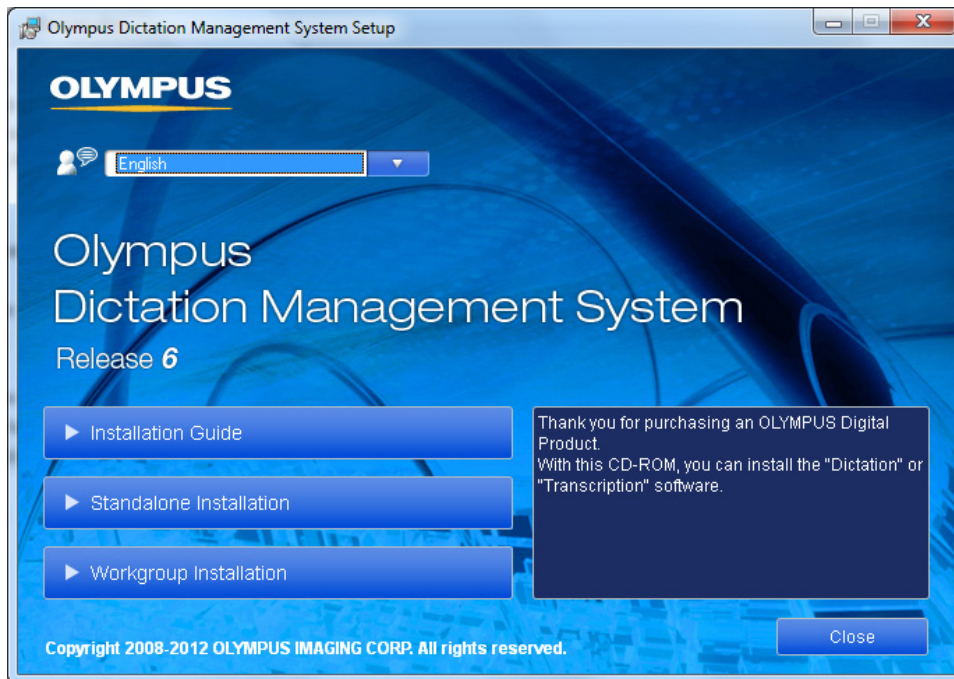 Olympus Dictation Management System Setup
OLYMPUS
English
Olympus
Dictation Management System
Release 6
Installation Guide
Standalone Installation
Workgroup Installation
Thank you for purchasing an OLYMPUS Digital
Product.
With this CD-ROM, you can install the "Dictation" or
"Transcription" software.
Close
Copyright 2008-2012 OLYMPUS IMAGING CORP. All rights reserved.